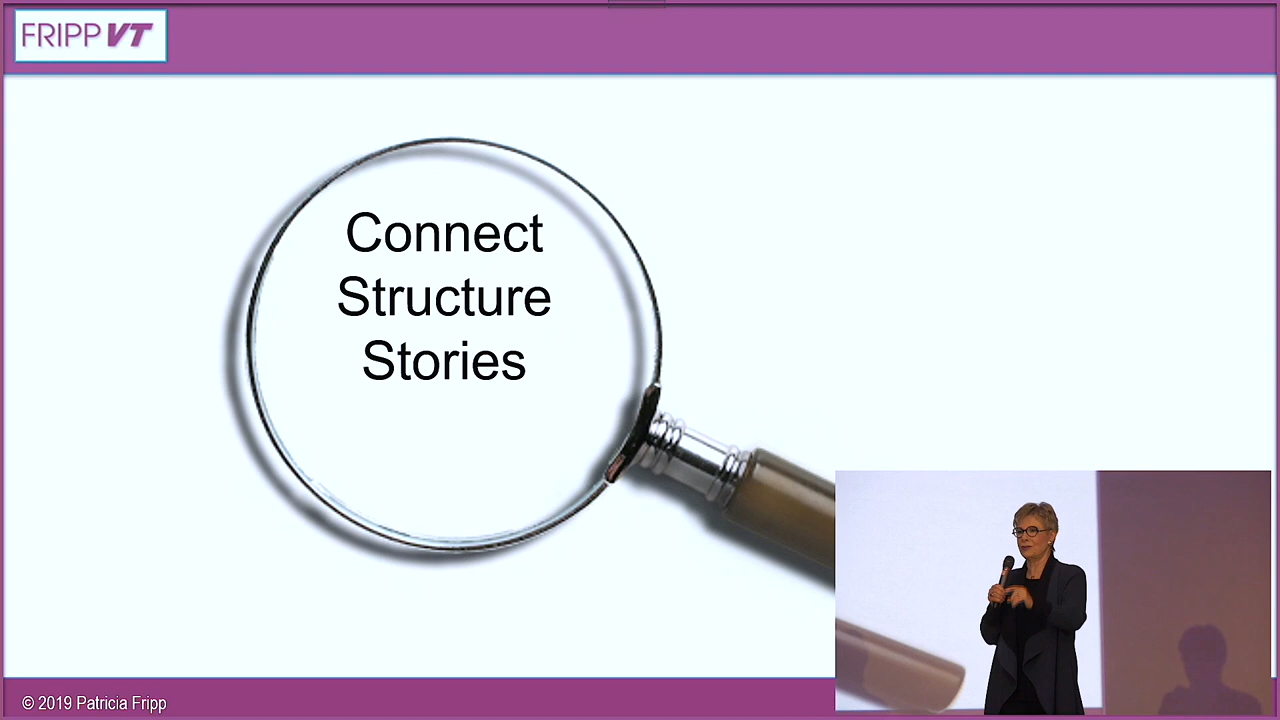 FRIPP VT
Connect
Structure
Stories
© 2019 Patricia Fripp